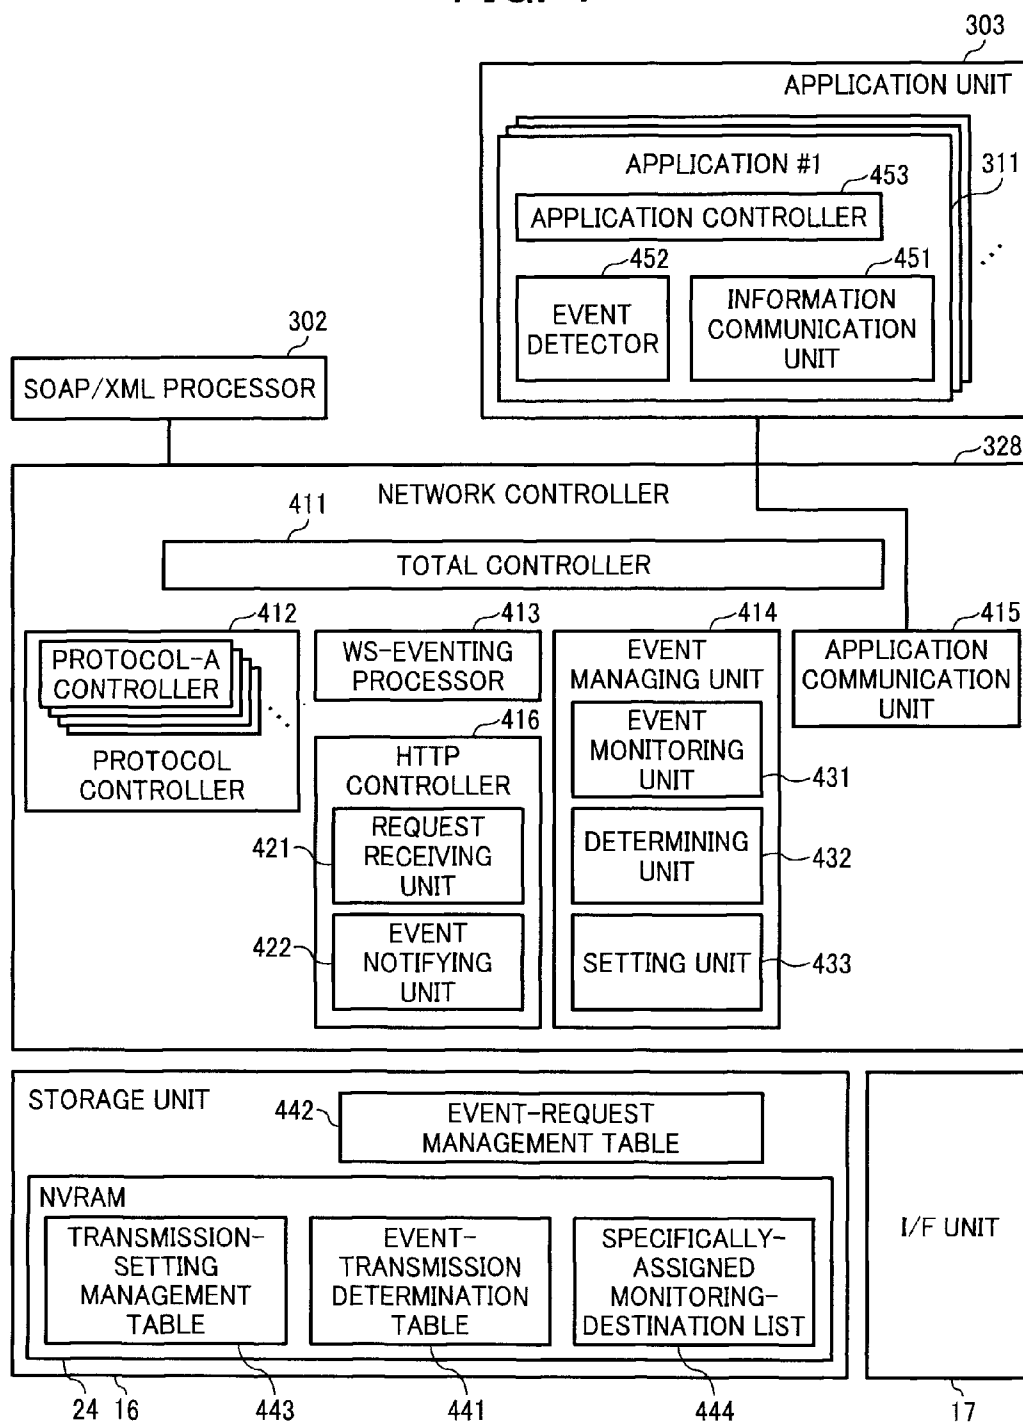 303
APPLICATION UNIT
APPLICATION #1
311
453
APPLICATION CONTROLLER
452
451
EVENT
DETECTOR
INFORMATION
COMMUNICATION
UNIT
302
SOAP/XML PROCESSOR
328
NETWORK CONTROLLER
411
TOTAL CONTROLLER
412
PROTOCOL-A
CONTROLLER
PROTOCOL
CONTROLLER
413
WS-EVENTING
PROCESSOR
416
HTTP
CONTROLLER
421
REQUEST
RECEIVING
UNIT
422
EVENT
NOTIFYING
UNIT
414
EVENT
MANAGING UNIT
EVENT
MONITORING
UNIT
431
DETERMINING
UNIT
432
SETTING UNIT
433
415
APPLICATION
COMMUNICATION
UNIT
STORAGE UNIT
442
EVENT-REQUEST
MANAGEMENT TABLE
NVRAM
TRANSMISSION-
SETTING
MANAGEMENT
TABLE
EVENT-
TRANSMISSION
DETERMINATION
TABLE
SPECIFICALLY-
ASSIGNED
MONITORING-
DESTINATION LIST
I/F UNIT
24
16
443
441
444
17